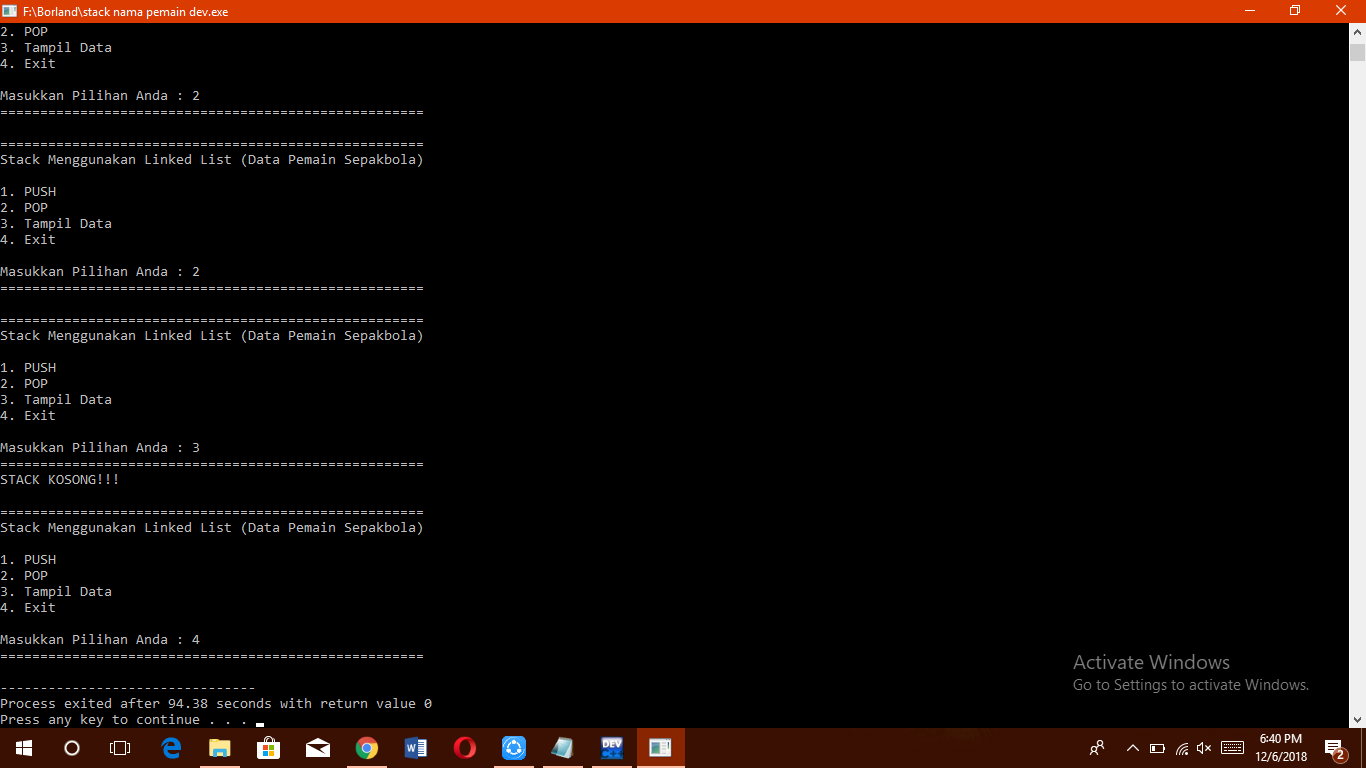 F:\Borland\stack nama pemain dev.exe
2. POP
3. Tampil Data
4. Exit
Masukkan Pilihan Anda : 2
=====================================================
=====================================================
Stack Menggunakan Linked List (Data Pemain Sepakbola)
1. PUSH
2. POP
3. Tampil Data
4. Exit
Masukkan Pilihan Anda : 2
=====================================================
=====================================================
Stack Menggunakan Linked List (Data Pemain Sepakbola)
1. PUSH
2. POP
3. Tampil Data
4. Exit
Masukkan Pilihan Anda : 3
=====================================================
STACK KOSONG!!!
=====================================================
Stack Menggunakan Linked List (Data Pemain Sepakbola)
1. PUSH
2. POP
3. Tampil Data
4. Exit
Masukkan Pilihan Anda : 4
=====================================================
--------------------------------
Process exited after 94.38 seconds with return value 0
Press any key to continue . . .
Activate Windows
Go to Settings to activate Windows.
DEV
6:40 PM
12/6/2018
2